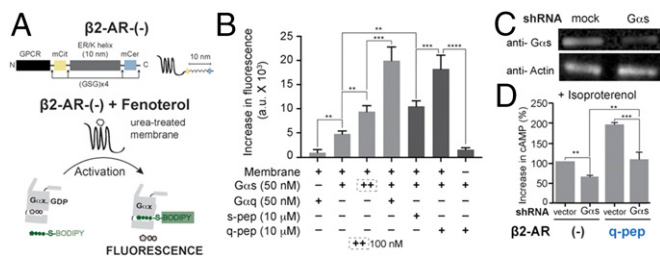 A
β2-AR-(-)
GPCR mCit ER/K helix (10 nm) mCer
N C
(GSG)x4
10 nm
β2-AR-(-) + Fenoterol
urea-treated membrane
Activation
Gαx GDP
S-BODIPY
Gαx
S-BODIPY
FLUORESCENCE
B
Increase in fluorescence (a.u. X 10³)
25
20
15
10
5
0
**
**
***
**
***
****
Membrane + + + + + + -
Gαs (50 nM) - + ++ + + + +
Gαq (50 nM) + - - + - - -
s-pep (10 μM) - - - - + - -
q-pep (10 μM) - - - - - + +
++ 100 nM
C
shRNA mock Gαs
anti- Gαs
anti- Actin
D
+ Isoproterenol
Increase in cAMP (%)
250
200
150
100
50
0
**
**
***
shRNA vector Gαs vector Gαs
β2-AR (-) q-pep